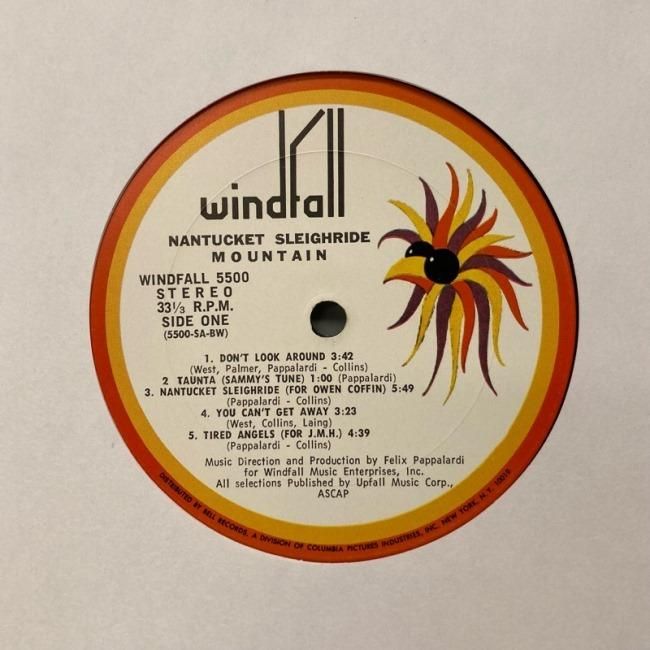 windfall
NANTUCKET SLEIGHRIDE
MOUNTAIN
WINDFALL 5500
STEREO
33⅓ R.P.M.
SIDE ONE
(5500-SA-BW)
1. DON'T LOOK AROUND 3:42
(West, Palmer, Pappalardi - Collins)
2 TAUNTA (SAMMY'S TUNE) 1:00 (Pappalardi)
3. NANTUCKET SLEIGHRIDE (FOR OWEN COFFIN) 5:49
(Pappalardi - Collins)
4. YOU CAN'T GET AWAY 3:23
(West, Collins, Laing)
5. TIRED ANGELS (FOR J.M.H.) 4:39
(Pappalardi - Collins)
Music Direction and Production by Felix Pappalardi
for Windfall Music Enterprises, Inc.
All selections Published by Upfall Music Corp.,
ASCAP
DISTRIBUTED BY BELL RECORDS, A DIVISION OF COLUMBIA PICTURES INDUSTRIES, INC. NEW YORK, N.Y. 10019